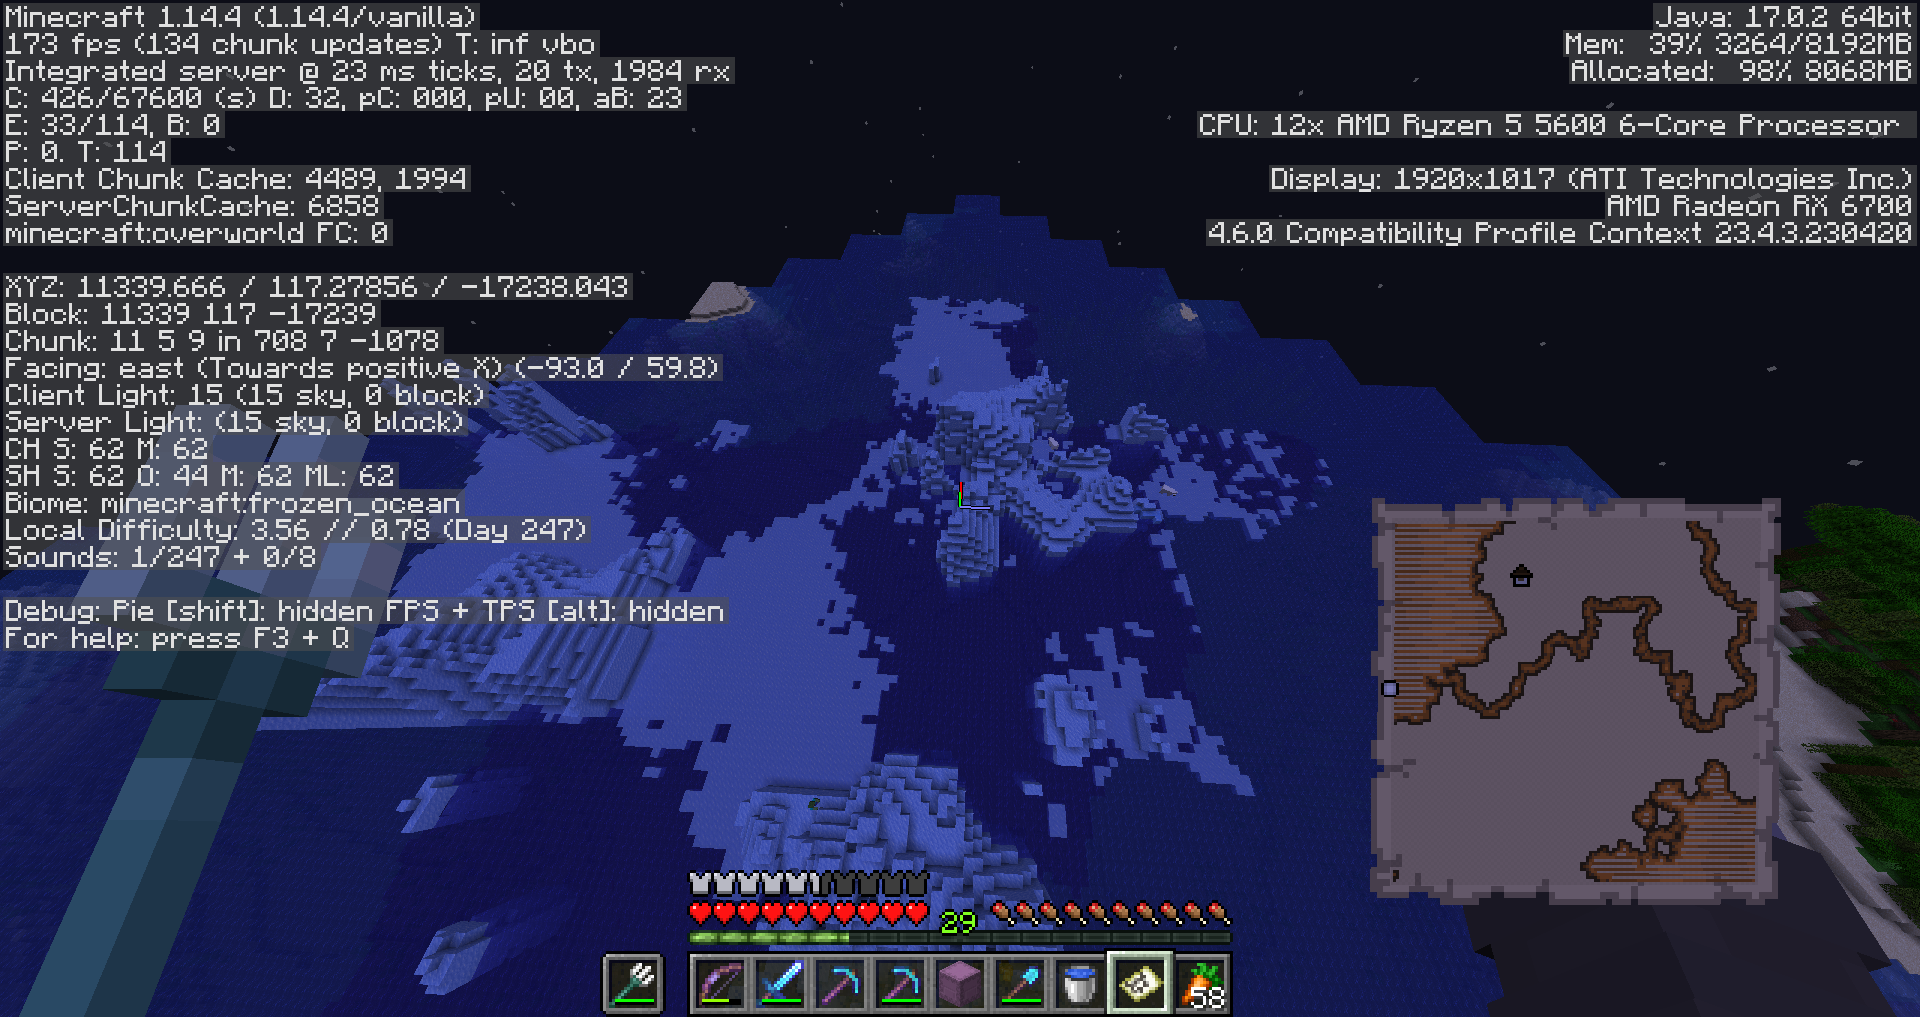 Minecraft 1.14.4 (1.14.4/vanilla)
173 fps (134 chunk updates) T: inf vbo
Integrated server @ 23 ms ticks, 20 tx, 1984 rx
C: 426/67600 (s) D: 32, pC: 000, pU: 00, aB: 23
E: 33/114, B: 0
P: 0. T: 114
Client Chunk Cache: 4489, 1994
ServerChunkCache: 6858
minecraft:overworld FC: 0
XYZ: 11339.666 / 117.27856 / -17238.043
Block: 11339 117 -17239
Chunk: 11 5 9 in 708 7 -1078
Facing: east (Towards positive X) (-93.0 / 59.8)
Client Light: 15 (15 sky, 0 block)
Server Light: (15 sky, 0 block)
CH S: 62 M: 62
SH S: 62 O: 44 M: 62 ML: 62
Biome: minecraft:frozen_ocean
Local Difficulty: 3.56 // 0.78 (Day 247)
Sounds: 1/247 + 0/8
Debug: Pie [shift]: hidden FPS + TPS [alt]: hidden
For help: press F3 + Q
Java: 17.0.2 64bit
Mem: 39% 3264/8192MB
Allocated: 98% 8068MB
CPU: 12x AMD Ryzen 5 5600 6-Core Processor
Display: 1920x1017 (ATI Technologies Inc.)
AMD Radeon RX 6700
4.6.0 Compatibility Profile Context 23.4.3.230420
29
58